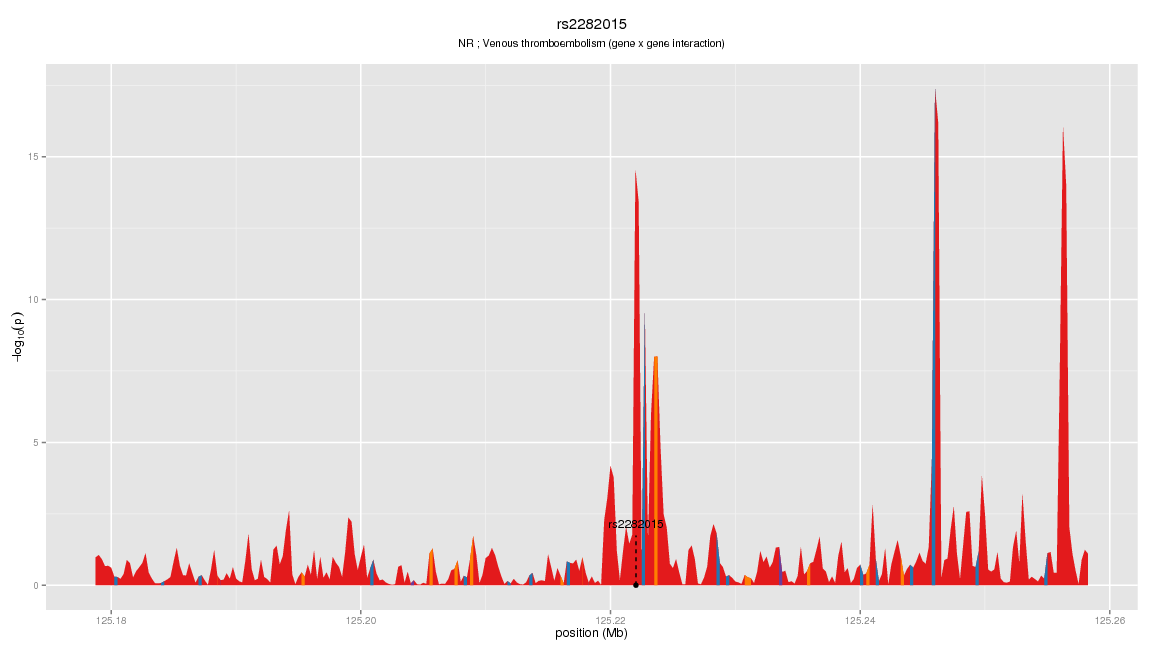 rs2282015
NR ; Venous thromboembolism (gene x gene interaction)
−log10(p)
15
10
5
0
rs2282015
125.18 125.20 125.22 125.24 125.26
position (Mb)